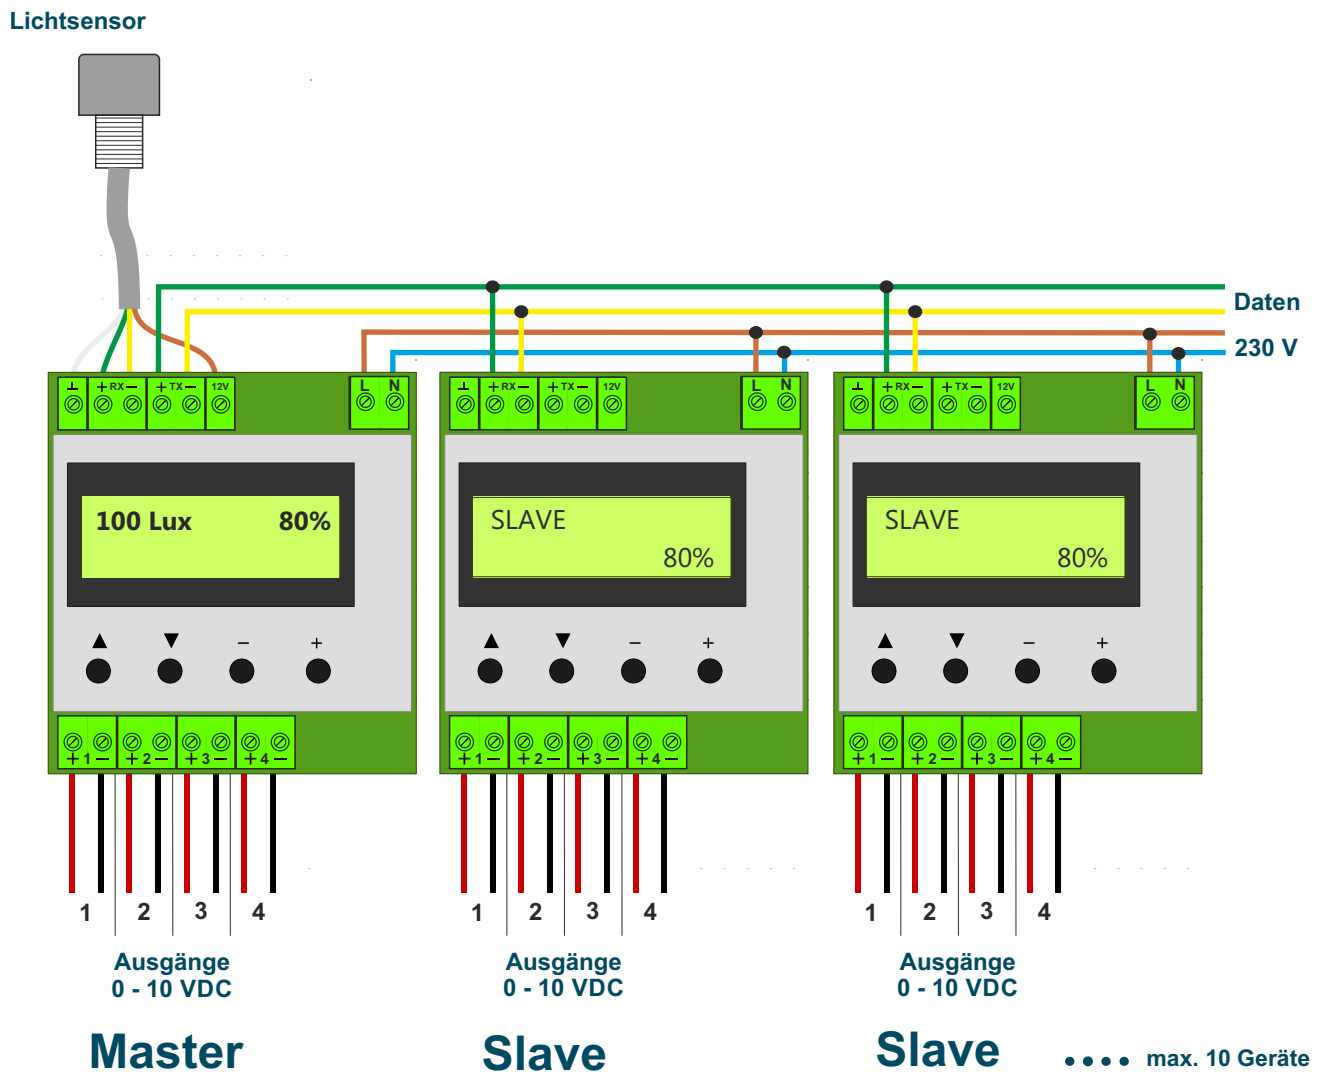 Lichtsensor
Daten
230 V
⊥ + RX − + TX − 12V L N
⊥ + RX − + TX − 12V L N
⊥ + RX − + TX − 12V L N
100 Lux 80%
SLAVE
80%
SLAVE
80%
▲ ▼ − +
▲ ▼ − +
▲ ▼ − +
+ 1 − + 2 − + 3 − + 4 −
+ 1 − + 2 − + 3 − + 4 −
+ 1 − + 2 − + 3 − + 4 −
1 2 3 4
1 2 3 4
1 2 3 4
Ausgänge
0 - 10 VDC
Ausgänge
0 - 10 VDC
Ausgänge
0 - 10 VDC
Master
Slave
Slave
•••• max. 10 Geräte